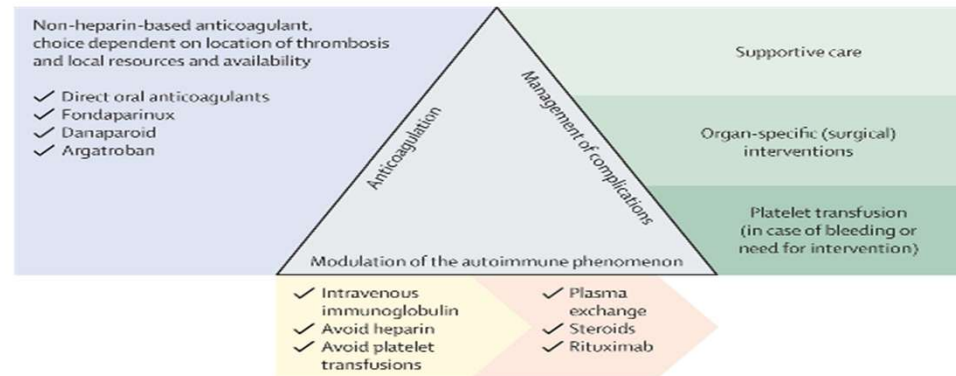 Non-heparin-based anticoagulant,
choice dependent on location of thrombosis
and local resources and availability
✓ Direct oral anticoagulants
✓ Fondaparinux
✓ Danaparoid
✓ Argatroban
Anticoagulation
Management of complications
Modulation of the autoimmune phenomenon
Supportive care
Organ-specific (surgical)
interventions
Platelet transfusion
(in case of bleeding or
need for intervention)
✓ Intravenous
immunoglobulin
✓ Avoid heparin
✓ Avoid platelet
transfusions
✓ Plasma
exchange
✓ Steroids
✓ Rituximab